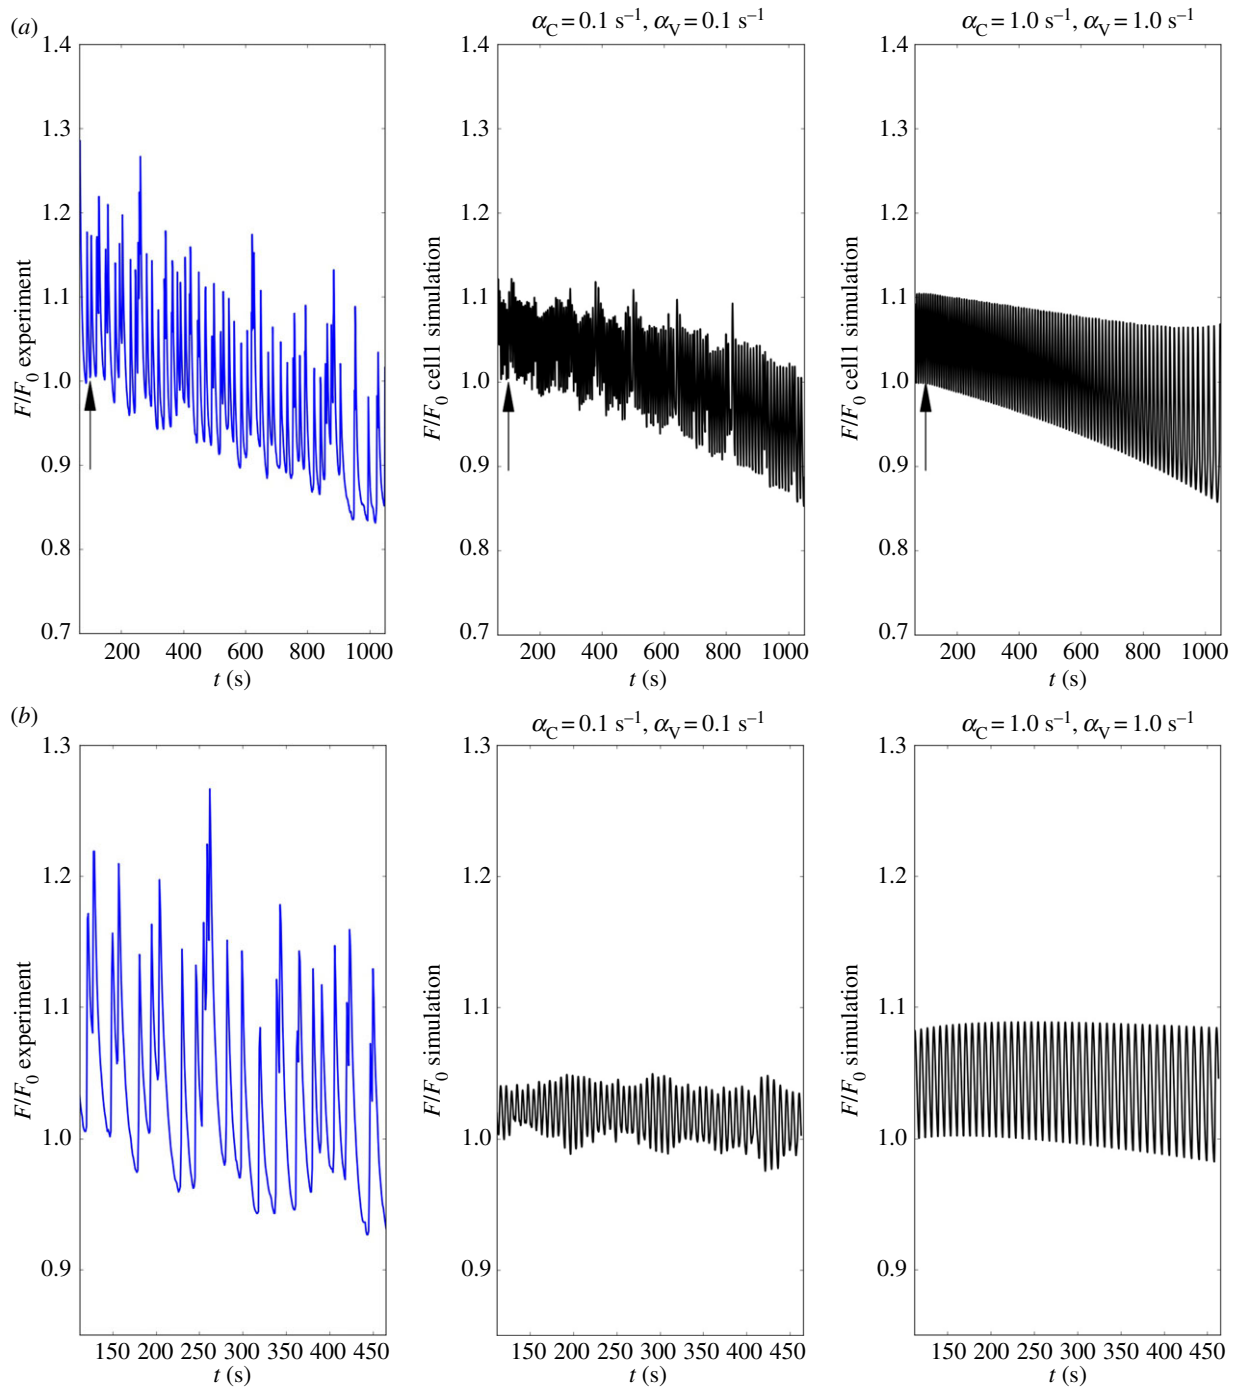 (a)
α_C = 0.1 s⁻¹, α_V = 0.1 s⁻¹
α_C = 1.0 s⁻¹, α_V = 1.0 s⁻¹
1.4
1.3
1.2
1.1
1.0
0.9
0.8
0.7
F/F₀ experiment
200 400 600 800 1000
t (s)
1.4
1.3
1.2
1.1
1.0
0.9
0.8
0.7
F/F₀ cell1 simulation
200 400 600 800 1000
t (s)
1.4
1.3
1.2
1.1
1.0
0.9
0.8
0.7
F/F₀ cell1 simulation
200 400 600 800 1000
t (s)
(b)
α_C = 0.1 s⁻¹, α_V = 0.1 s⁻¹
α_C = 1.0 s⁻¹, α_V = 1.0 s⁻¹
1.3
1.2
1.1
1.0
0.9
F/F₀ experiment
150 200 250 300 350 400 450
t (s)
1.3
1.2
1.1
1.0
0.9
F/F₀ simulation
150 200 250 300 350 400 450
t (s)
1.3
1.2
1.1
1.0
0.9
F/F₀ simulation
150 200 250 300 350 400 450
t (s)